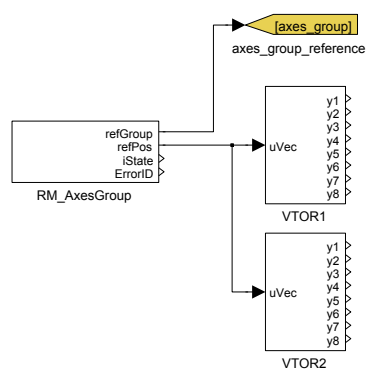 [axes_group]
axes_group_reference
refGroup
refPos
iState
ErrorID
RM_AxesGroup
uVec
y1
y2
y3
y4
y5
y6
y7
y8
VTOR1
uVec
y1
y2
y3
y4
y5
y6
y7
y8
VTOR2